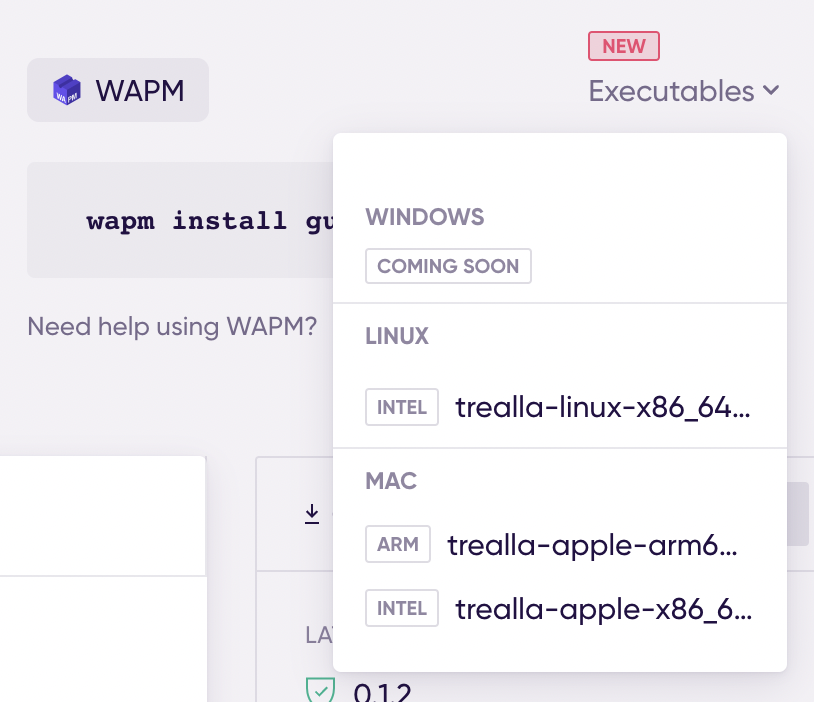 NEW
WAPM
Executables
wapm install gu
WINDOWS
COMING SOON
Need help using WAPM?
LINUX
INTEL trealla-linux-x86_64...
MAC
ARM trealla-apple-arm6...
INTEL trealla-apple-x86_6...
LA
0.1.2